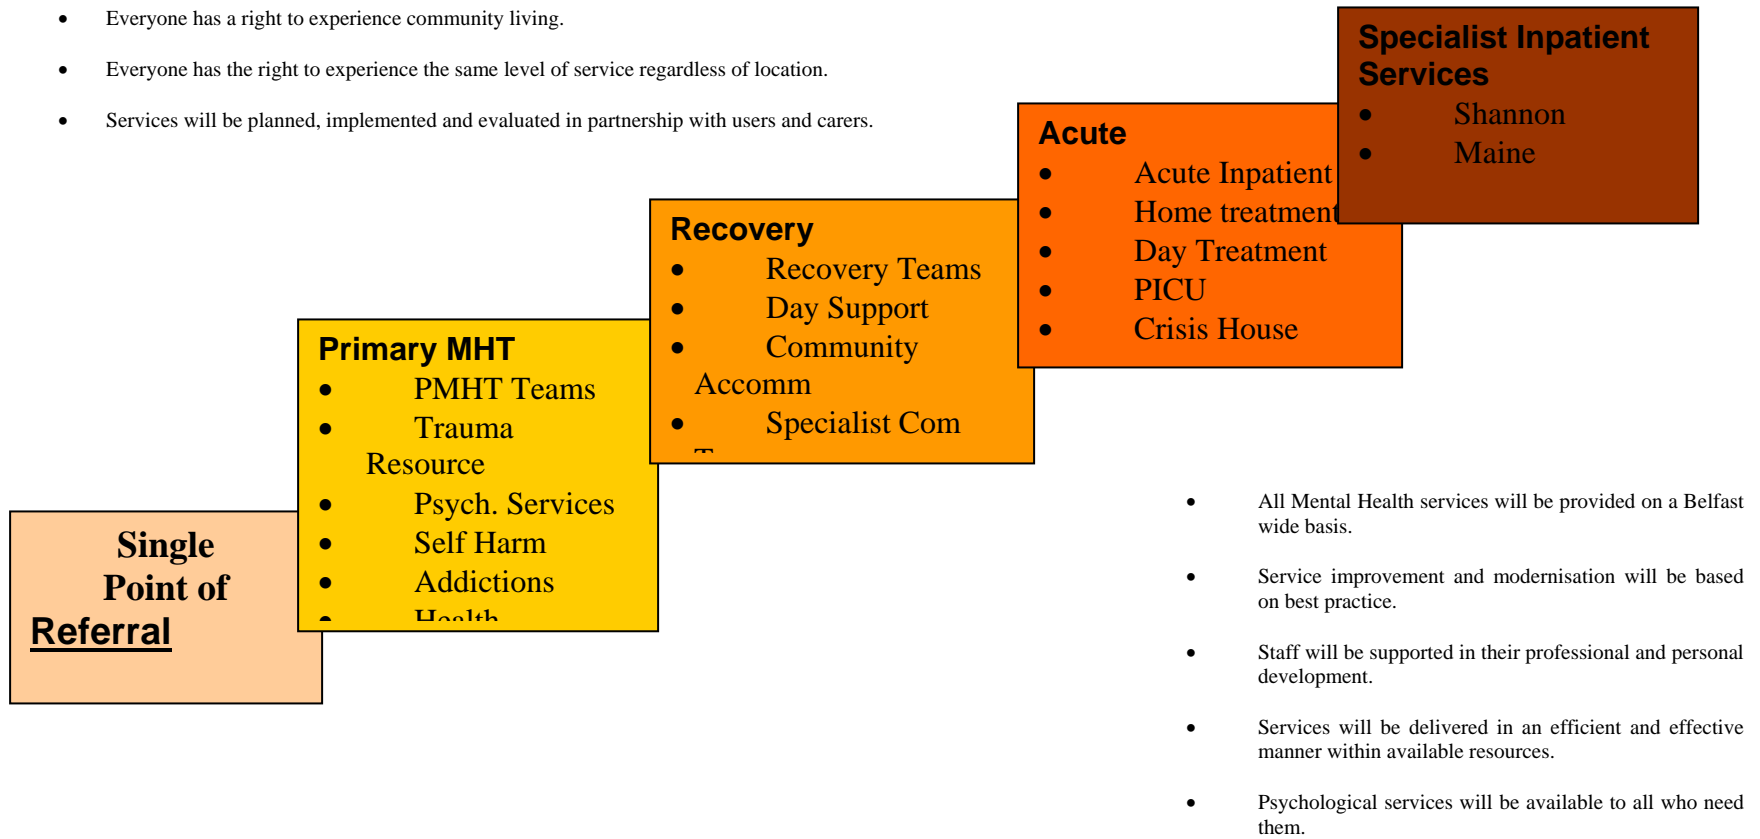 • Everyone has a right to experience community living.
• Everyone has the right to experience the same level of service regardless of location.
• Services will be planned, implemented and evaluated in partnership with users and carers.
Specialist Inpatient
Services
• Shannon
• Maine
Acute
• Acute Inpatient
• Home treatment
• Day Treatment
• PICU
• Crisis House
Recovery
• Recovery Teams
• Day Support
• Community
Accomm
• Specialist Com
Primary MHT
• PMHT Teams
• Trauma
Resource
• Psych. Services
• Self Harm
• Addictions
• Health
Single
Point of
Referral
• All Mental Health services will be provided on a Belfast
wide basis.
• Service improvement and modernisation will be based
on best practice.
• Staff will be supported in their professional and personal
development.
• Services will be delivered in an efficient and effective
manner within available resources.
• Psychological services will be available to all who need
them.